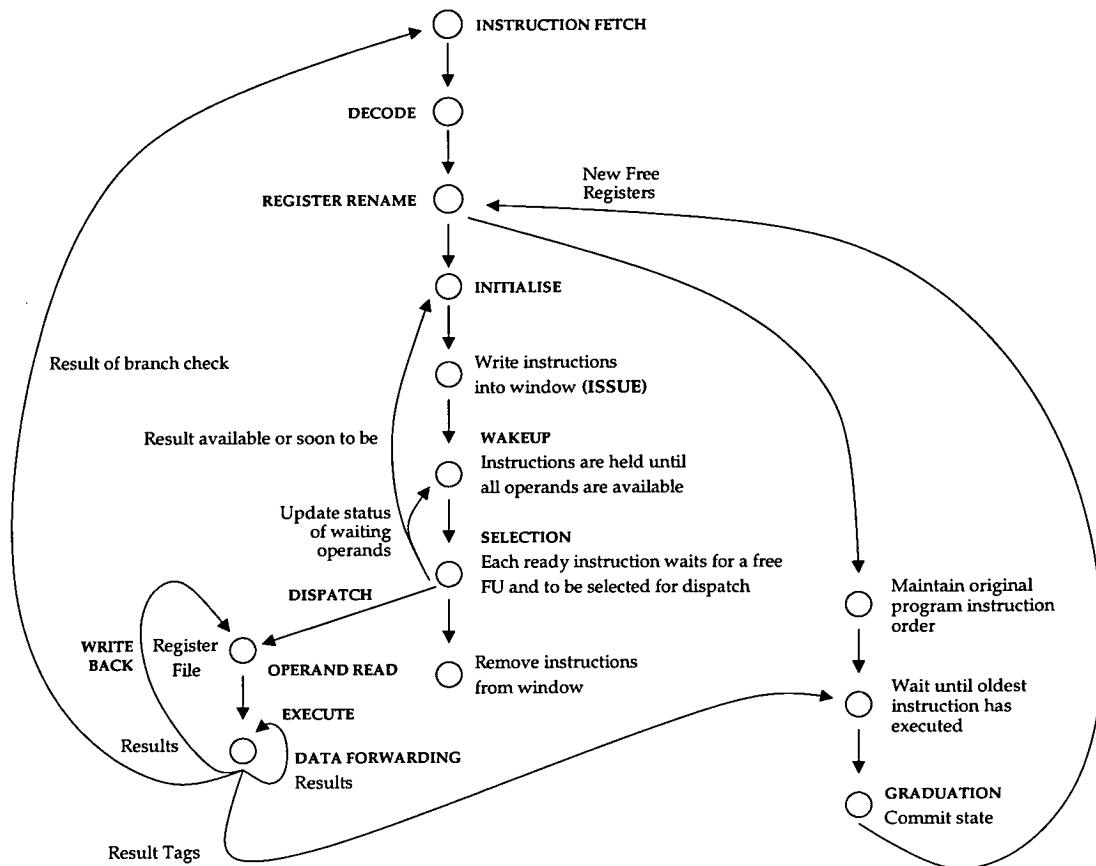 INSTRUCTION FETCH
DECODE
New Free
Registers
REGISTER RENAME
INITIALISE
Result of branch check
Write instructions
into window (ISSUE)
Result available or soon to be
WAKEUP
Instructions are held until
all operands are available
Update status
of waiting
operands
SELECTION
Each ready instruction waits for a free
FU and to be selected for dispatch
DISPATCH
Maintain original
program instruction
order
WRITE
BACK
Register
File
OPERAND READ
Remove instructions
from window
Wait until oldest
instruction has
executed
EXECUTE
Results
DATA FORWARDING
Results
GRADUATION
Commit state
Result Tags